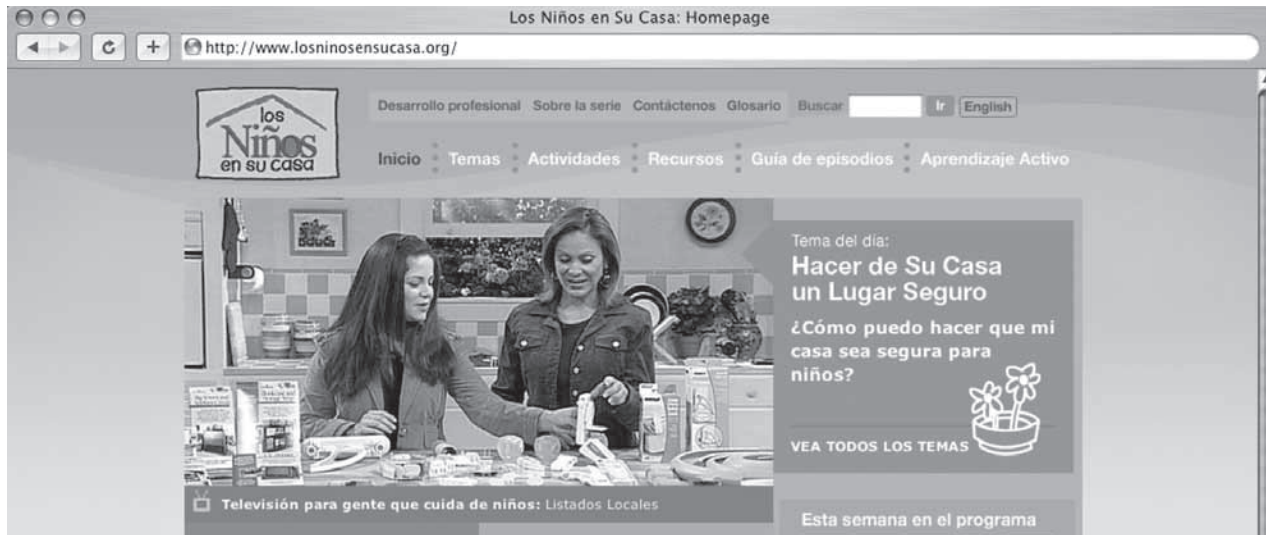 Los Niños en Su Casa: Homepage
http://www.losninosensucasa.org/
los
Niños
en su casa
Desarrollo profesional Sobre la serie Contáctenos Glosario Buscar Ir English
Inicio Temas Actividades Recursos Guía de episodios Aprendizaje Activo
Tema del día:
Hacer de Su Casa
un Lugar Seguro
¿Cómo puedo hacer que mi
casa sea segura para
niños?
VEA TODOS LOS TEMAS
Televisión para gente que cuida de niños: Listados Locales
Esta semana en el programa